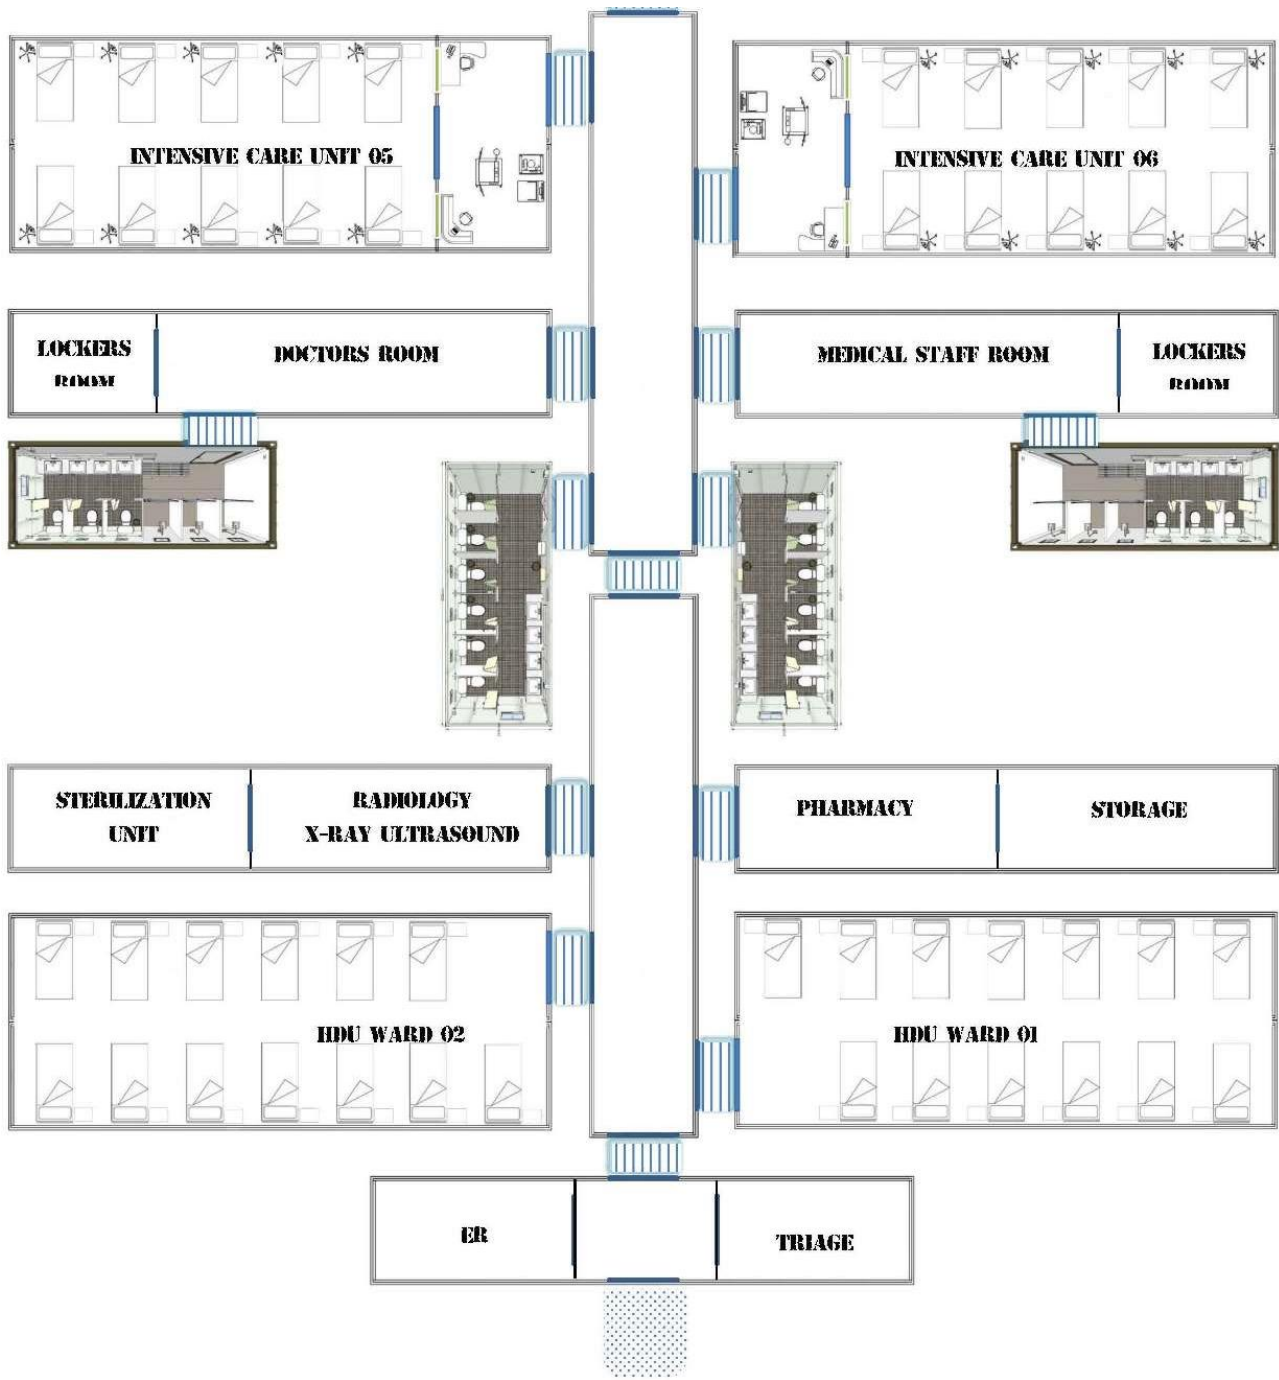 INTENSIVE CARE UNIT 05
INTENSIVE CARE UNIT 06
LOCKERS
ROOM
DOCTORS ROOM
MEDICAL STAFF ROOM
LOCKERS
ROOM
STERILIZATION
UNIT
RADIOLOGY
X-RAY ULTRASOUND
PHARMACY
STORAGE
HDU WARD 02
HDU WARD 01
ER
TRIAGE